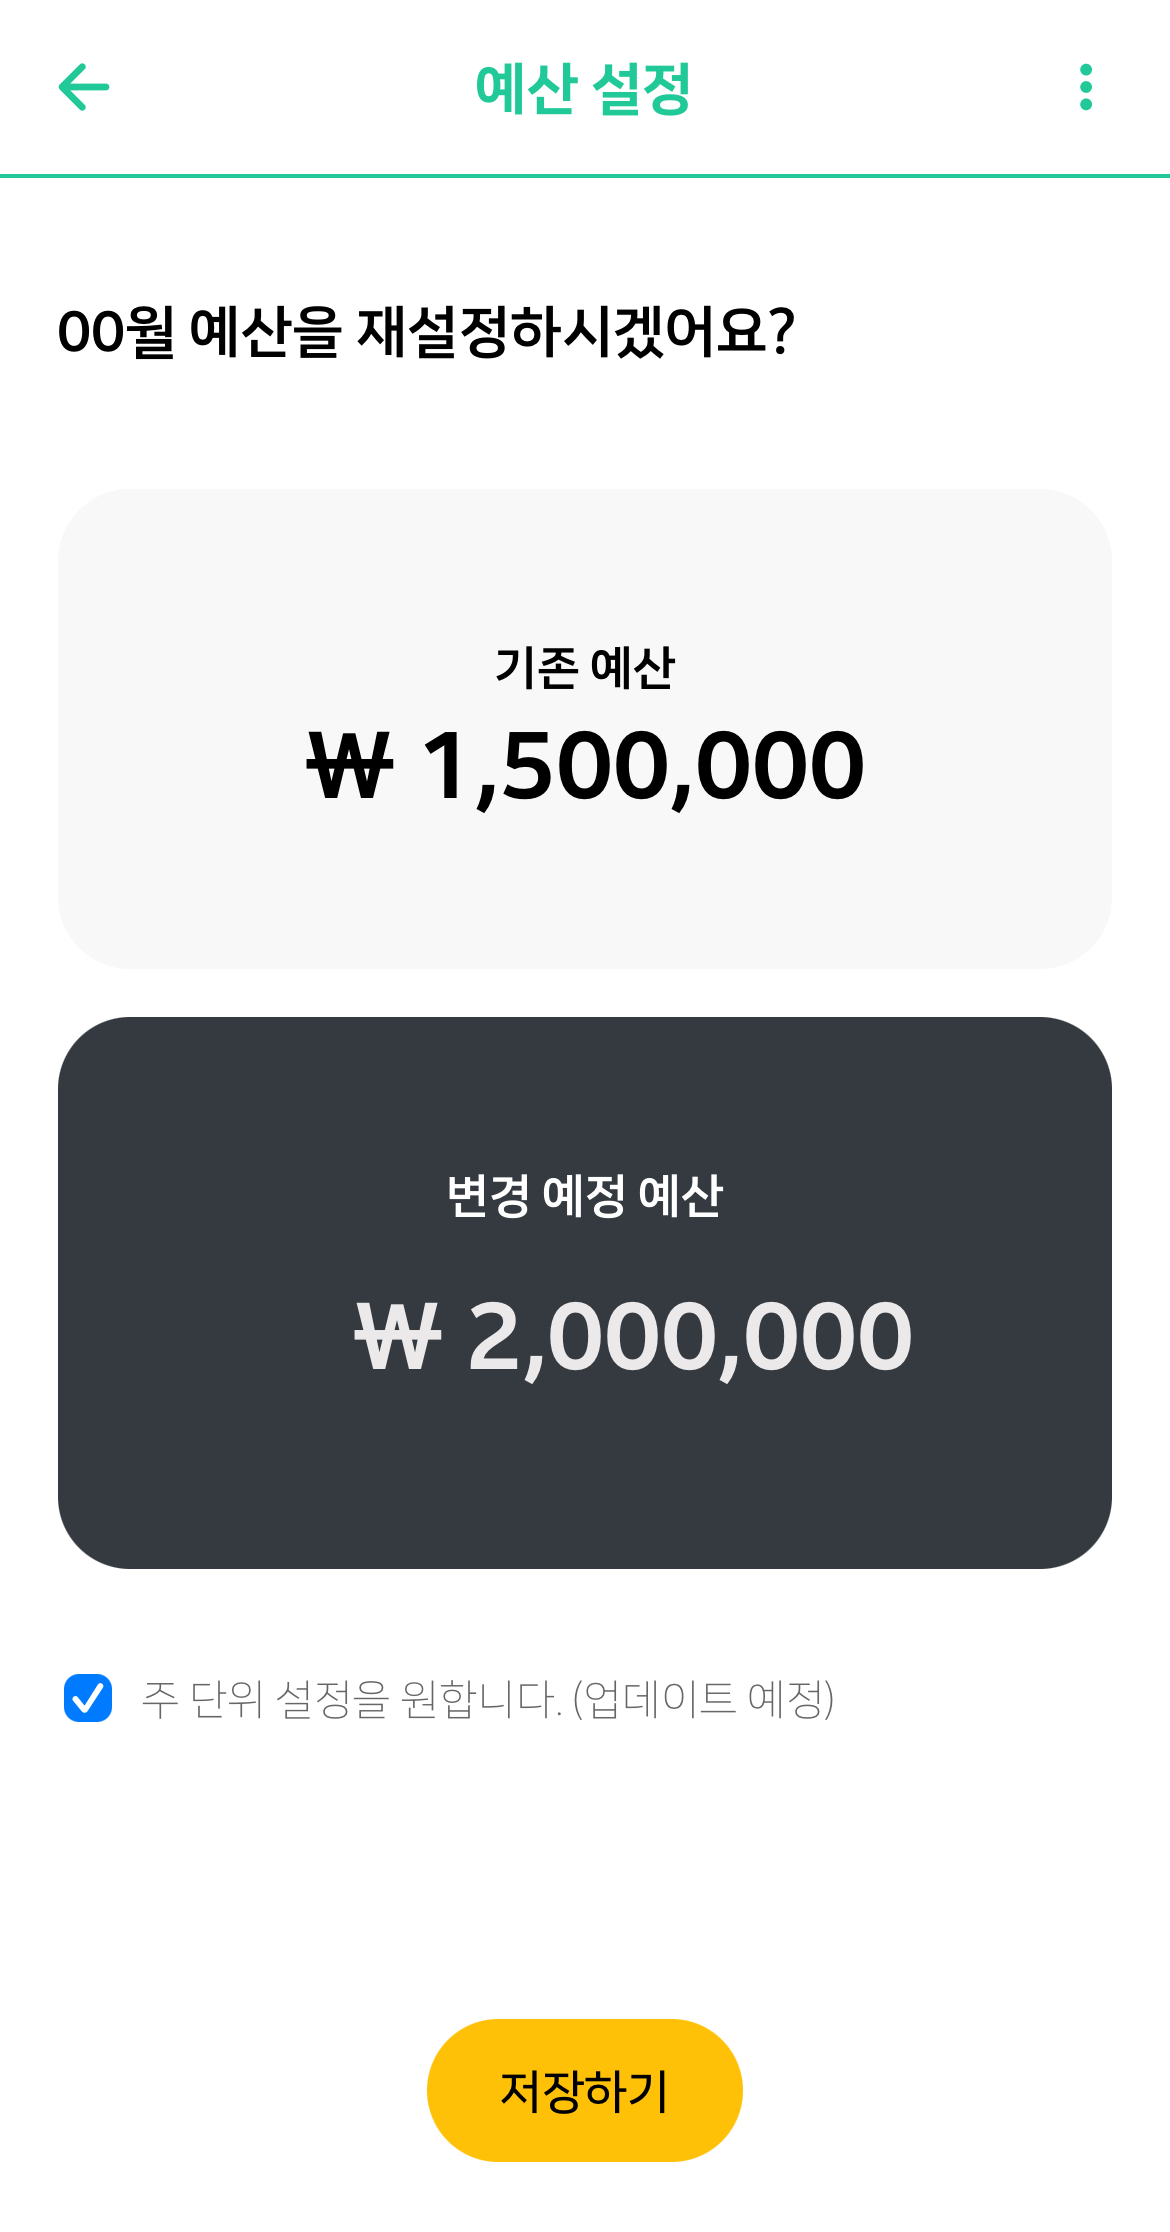 예산 설정
00월 예산을 재설정하시겠어요?
기존 예산
₩ 1,500,000
변경 예정 예산
₩ 2,000,000
주 단위 설정을 원합니다. (업데이트 예정)
저장하기